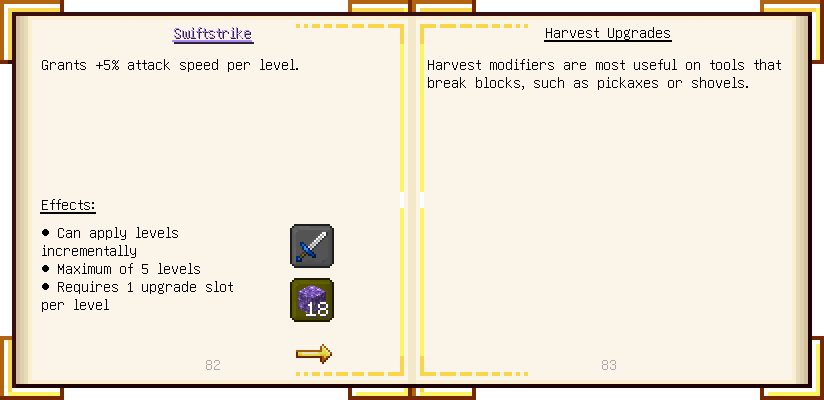 Swiftstrike
Grants +5% attack speed per level.
Effects:
• Can apply levels
incrementally
• Maximum of 5 levels
• Requires 1 upgrade slot
per level
18
82
Harvest Upgrades
Harvest modifiers are most useful on tools that
break blocks, such as pickaxes or shovels.
83